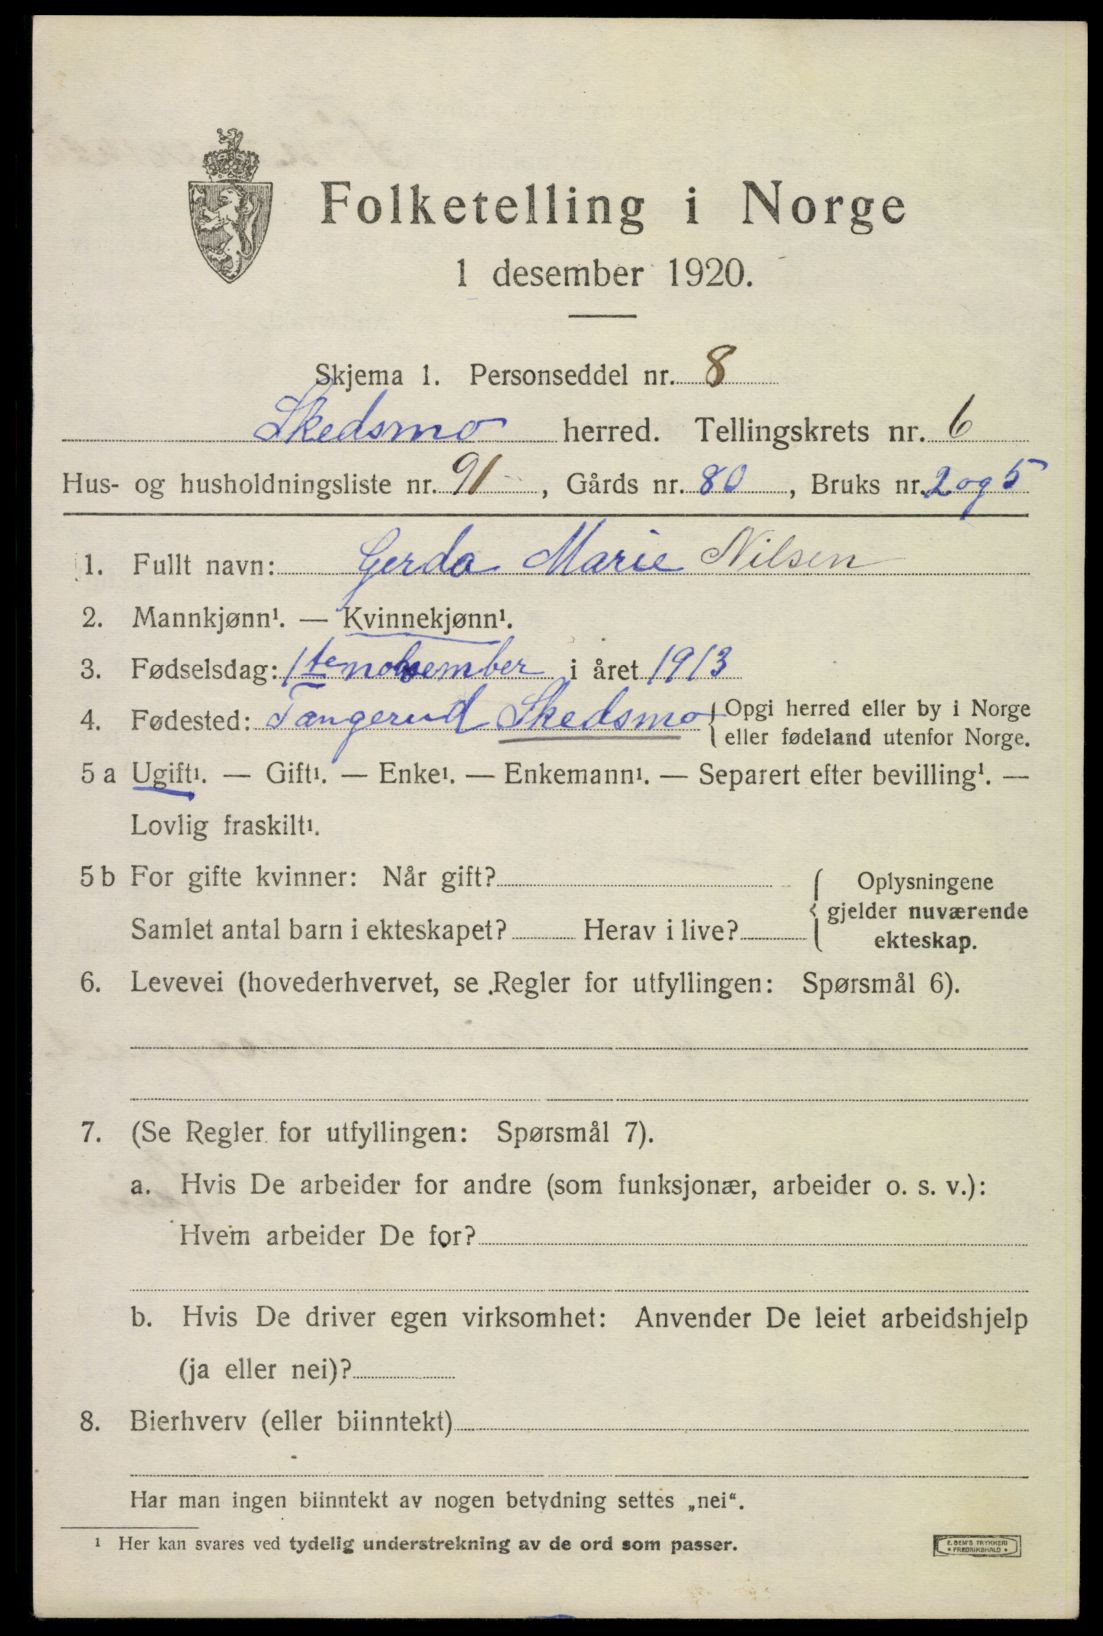 Folketelling i Norge
1 desember 1920.
Skjema 1. Personseddel nr. 8
Skedsmo herred. Tellingskrets nr. 6
Hus- og husholdningsliste nr. 91, Gårds nr. 80, Bruks nr. 2 og 5
1. Fullt navn: Gerda Marie Nilsen
2. Mannkjønn¹. — Kvinnekjønn¹.
3. Fødselsdag: 1te november i året 1913
4. Fødested: Tangerud Skedsmo { Opgi herred eller by i Norge
eller fødeland utenfor Norge.
5 a Ugift¹. — Gift¹. — Enke¹. — Enkemann¹. — Separert efter bevilling¹. —
Lovlig fraskilt¹.
5 b For gifte kvinner: Når gift? { Oplysningene
gjelder nuværende
ekteskap.
Samlet antal barn i ekteskapet? Herav i live?
6. Levevei (hovederhvervet, se Regler for utfyllingen: Spørsmål 6).
7. (Se Regler for utfyllingen: Spørsmål 7).
a. Hvis De arbeider for andre (som funksjonær, arbeider o. s. v.):
Hvem arbeider De for?
b. Hvis De driver egen virksomhet: Anvender De leiet arbeidshjelp
(ja eller nei)?
8. Bierhverv (eller biinntekt)
Har man ingen biinntekt av nogen betydning settes „nei“.
¹ Her kan svares ved tydelig understrekning av de ord som passer.
E. SEM'S TRYKKERI
• FREDRIKSHALD •